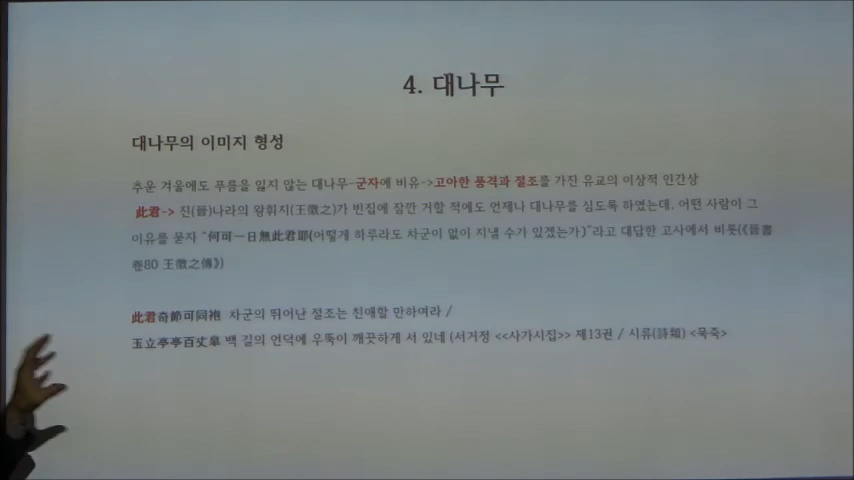 4. 대나무
대나무의 이미지 형성
추운 겨울에도 푸름을 잃지 않는 대나무-군자에 비유->고아한 풍격과 절조를 가진 유교의 이상적 인간상
此君-> 진(晉)나라의 왕휘지(王徽之)가 빈집에 잠깐 거할 적에도 언제나 대나무를 심도록 하였는데, 어떤 사람이 그
이유를 묻자 “何可一日無此君耶(어떻게 하루라도 차군이 없이 지낼 수가 있겠는가)”라고 대답한 고사에서 비롯(《晉書
卷80 王徽之傳》)
此君奇節可同袍 차군의 뛰어난 절조는 친애할 만하여라 /
玉立亭亭百丈皐 백 길의 언덕에 우뚝이 깨끗하게 서 있네 (서거정 <<사가시집>> 제13권 / 시류(詩類) <묵죽>